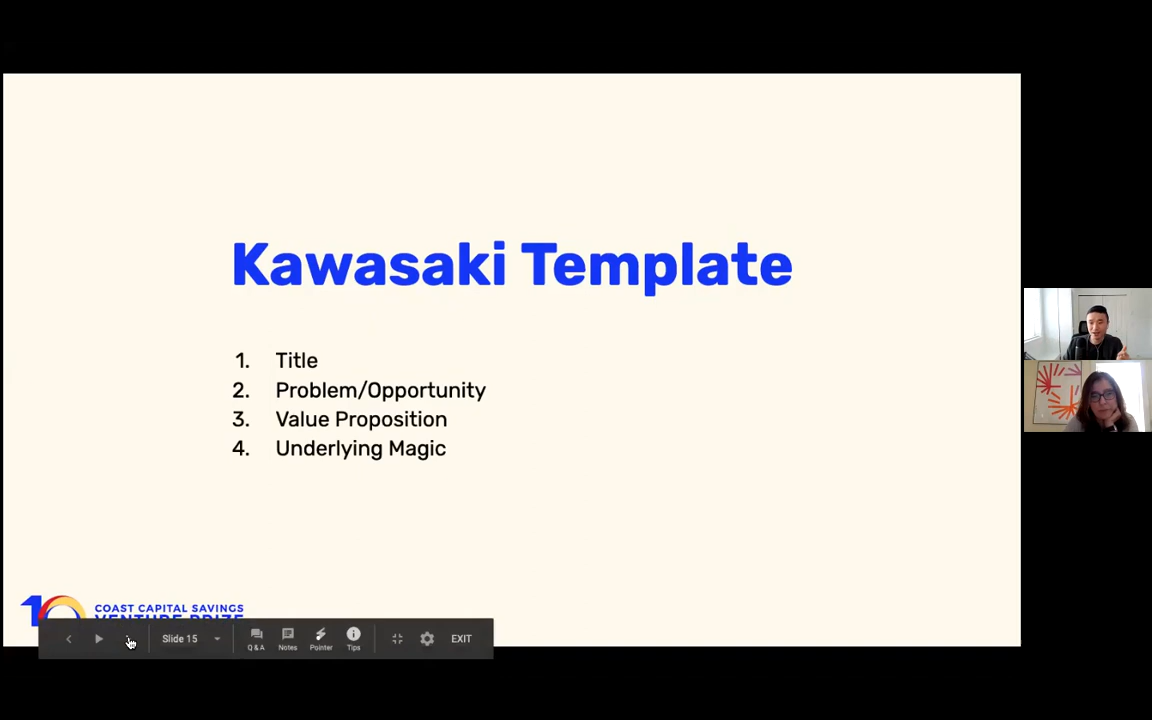 Kawasaki Template
1. Title
2. Problem/Opportunity
3. Value Proposition
4. Underlying Magic
10 COAST CAPITAL SAVINGS
VENTURE PRIZE
Slide 15
Q&A Notes Pointer Tips
EXIT